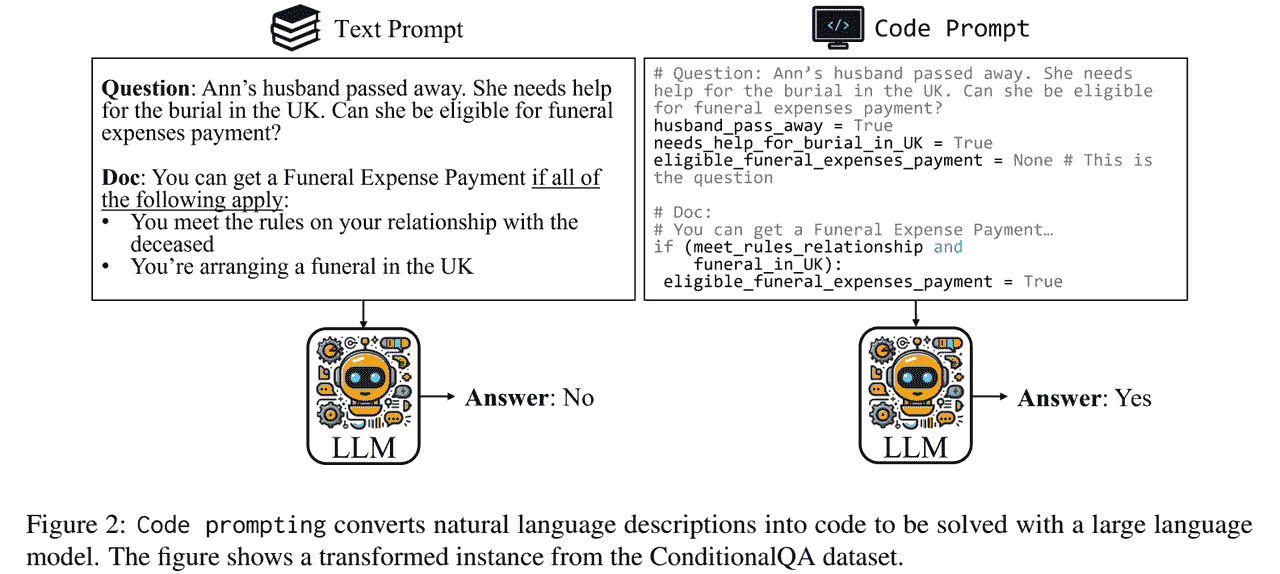 Text Prompt
Question: Ann's husband passed away. She needs help
for the burial in the UK. Can she be eligible for funeral
expenses payment?
Doc: You can get a Funeral Expense Payment if all of
the following apply:
• You meet the rules on your relationship with the
deceased
• You're arranging a funeral in the UK
LLM
Answer: No
</> Code Prompt
# Question: Ann's husband passed away. She needs
help for the burial in the UK. Can she be eligible
for funeral expenses payment?
husband_pass_away = True
needs_help_for_burial_in_UK = True
eligible_funeral_expenses_payment = None # This is
the question
# Doc:
# You can get a Funeral Expense Payment…
if (meet_rules_relationship and
funeral_in_UK):
eligible_funeral_expenses_payment = True
LLM
Answer: Yes
Figure 2: Code prompting converts natural language descriptions into code to be solved with a large language
model. The figure shows a transformed instance from the ConditionalQA dataset.